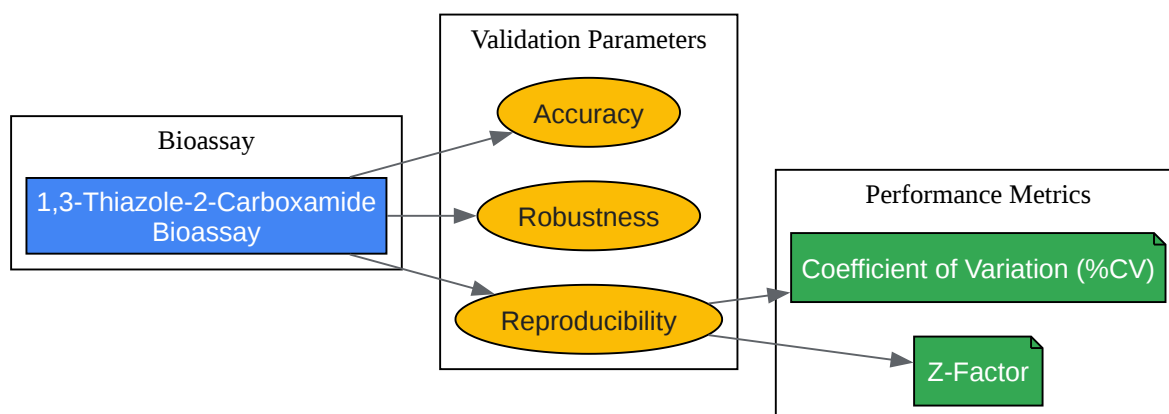 Bioassay
1,3-Thiazole-2-Carboxamide
Bioassay
Validation Parameters
Accuracy
Robustness
Reproducibility
Performance Metrics
Coefficient of Variation (%CV)
Z-Factor